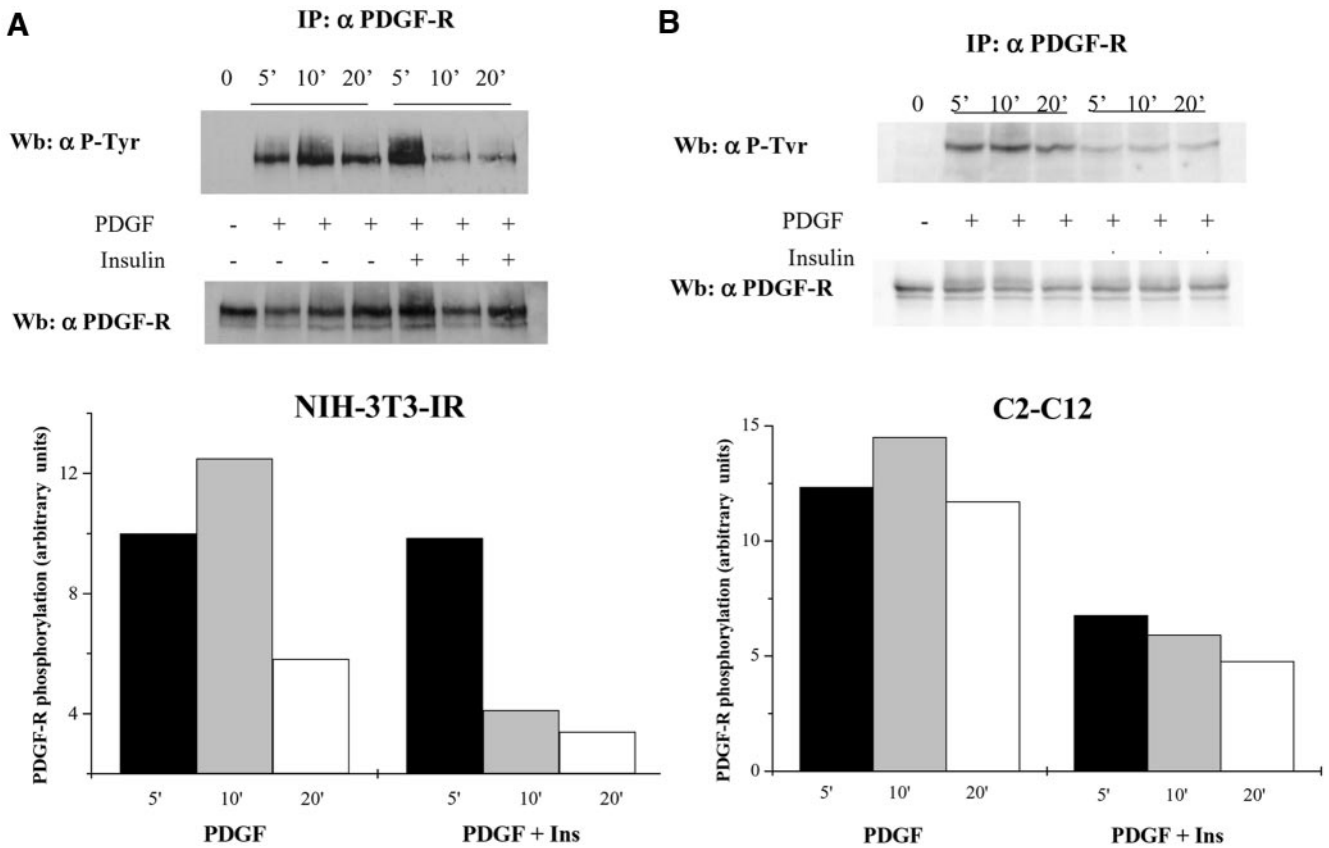 A
IP: α PDGF-R
0 5' 10' 20' 5' 10' 20'
Wb: α P-Tyr
PDGF - + + + + + +
Insulin - - - - + + +
Wb: α PDGF-R
NIH-3T3-IR
PDGF-R phosphorylation (arbitrary units)
12
8
4
5' 10' 20' 5' 10' 20'
PDGF PDGF + Ins
B
IP: α PDGF-R
0 5' 10' 20' 5' 10' 20'
Wb: α P-Tvr
PDGF - + + + + + +
Insulin . . .
Wb: α PDGF-R
C2-C12
PDGF-R phosphorylation (arbitrary units)
15
10
5
0
5' 10' 20' 5' 10' 20'
PDGF PDGF + Ins